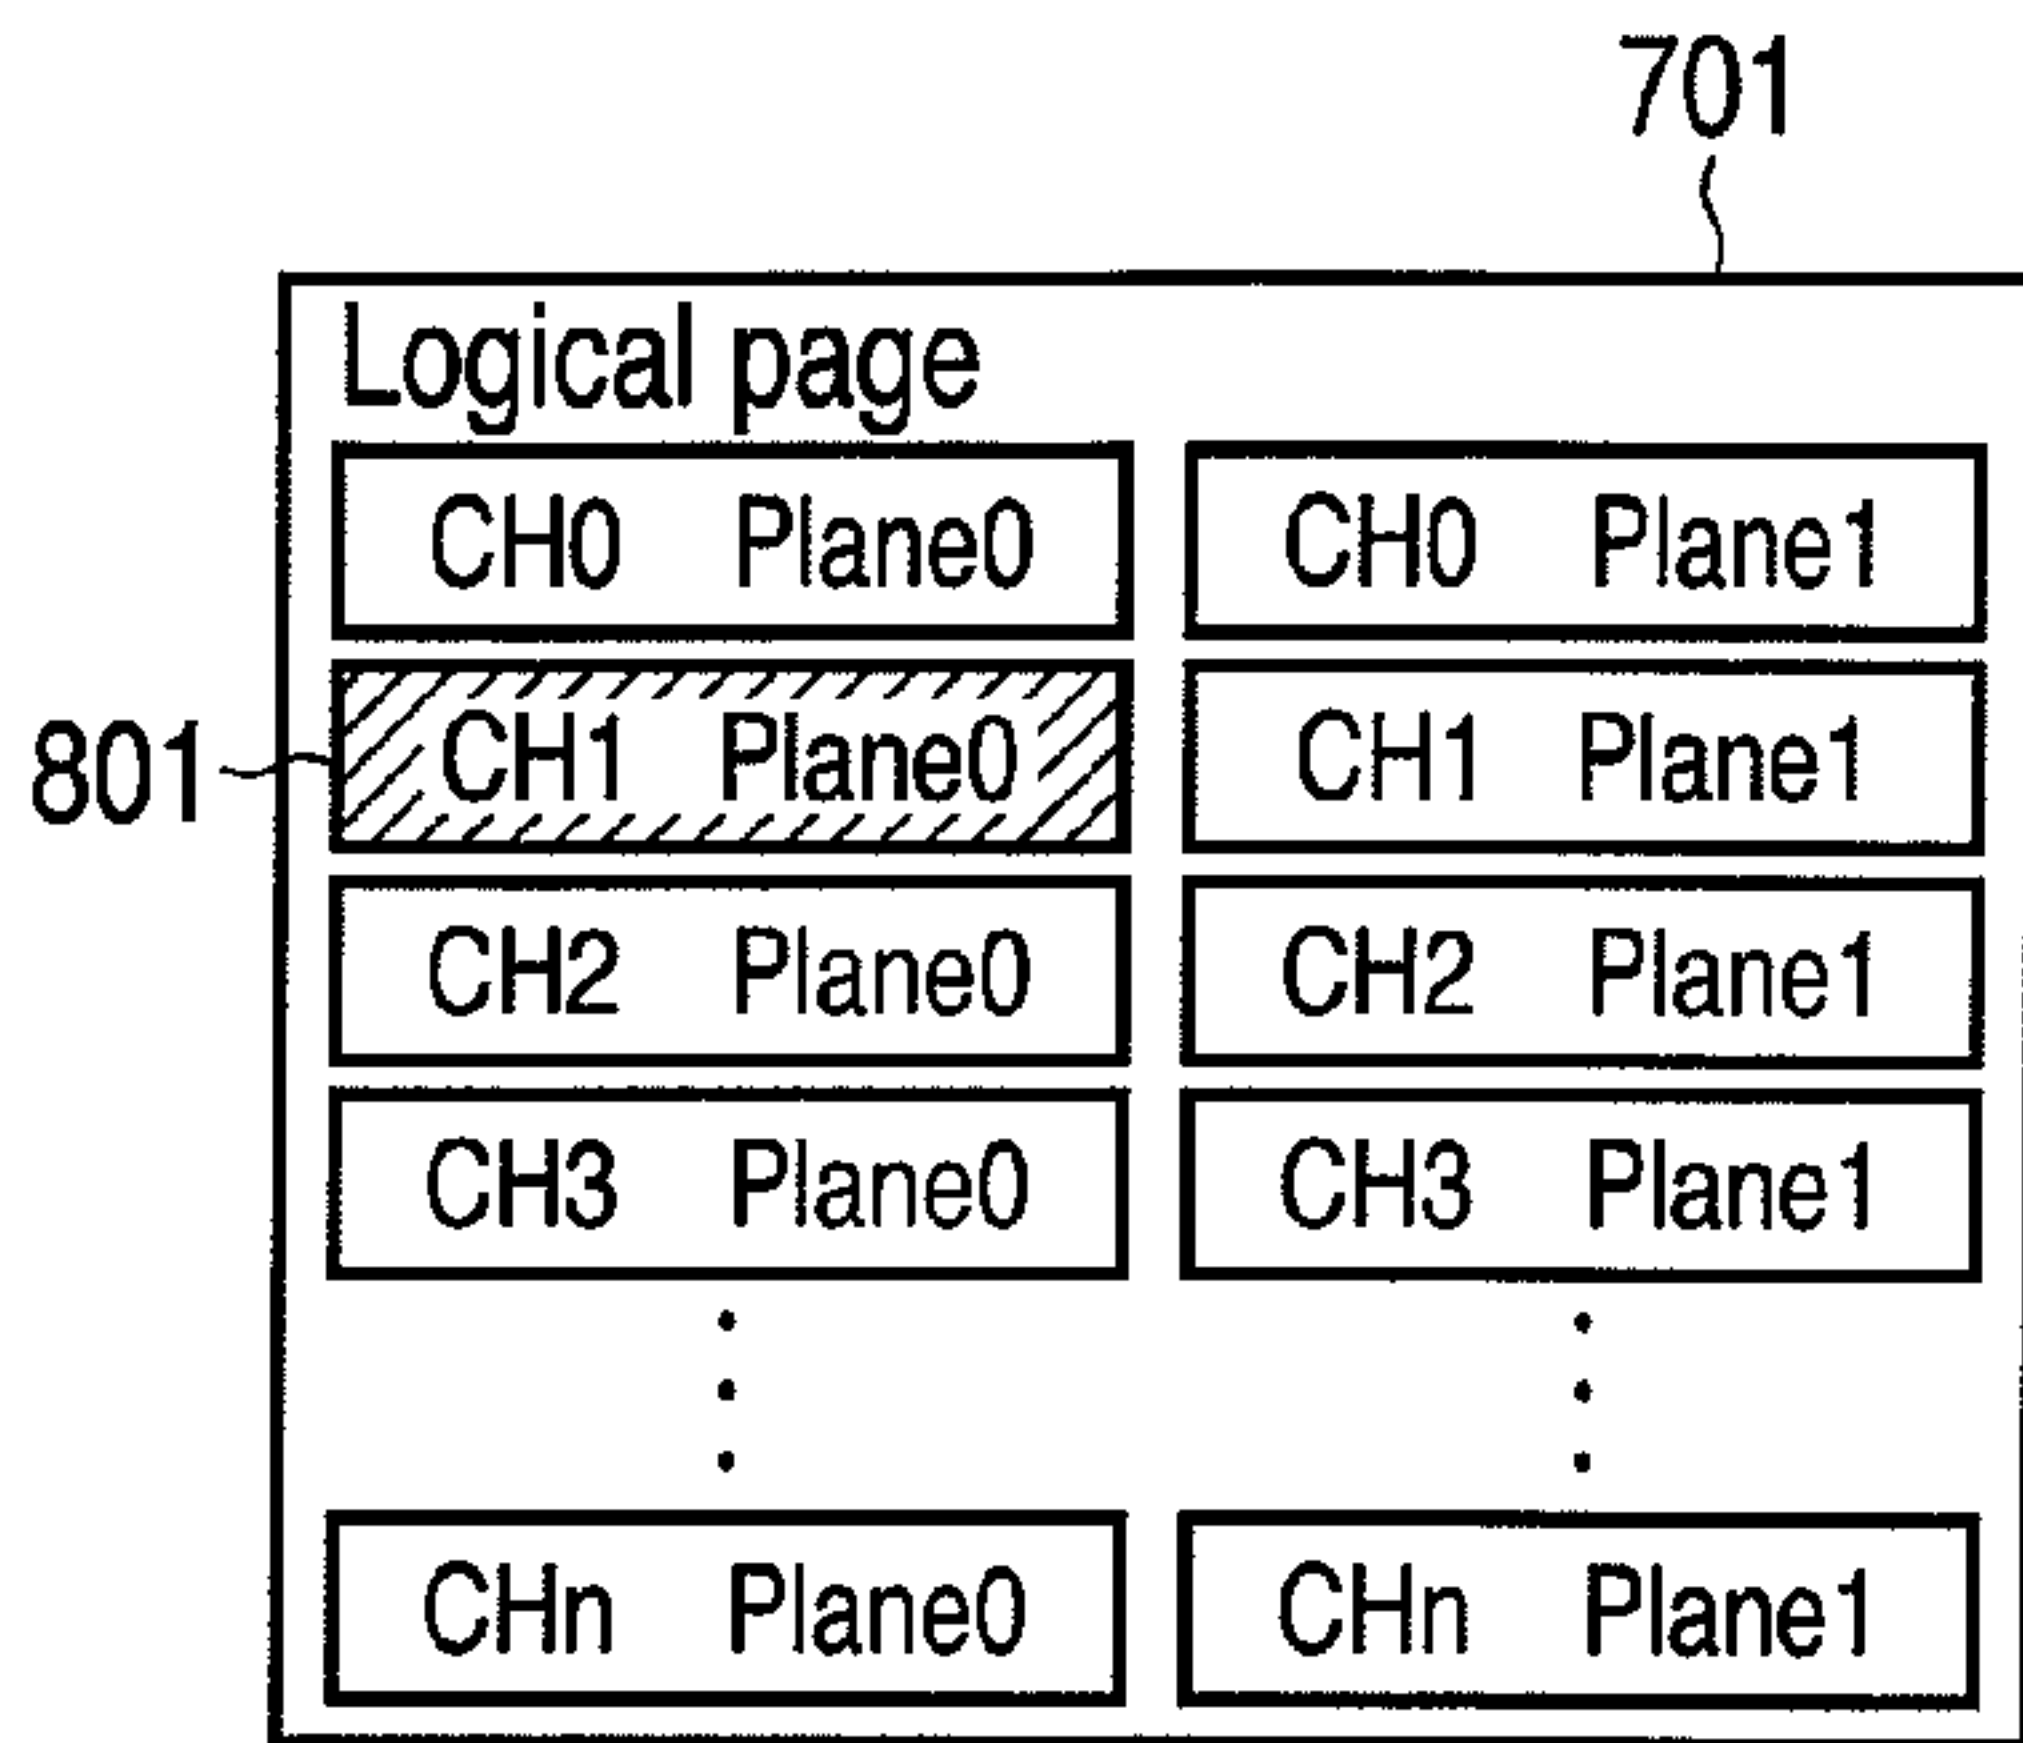 701
Logical page
CH0 Plane0 CH0 Plane1
801 CH1 Plane0 CH1 Plane1
CH2 Plane0 CH2 Plane1
CH3 Plane0 CH3 Plane1
CHn Plane0 CHn Plane1